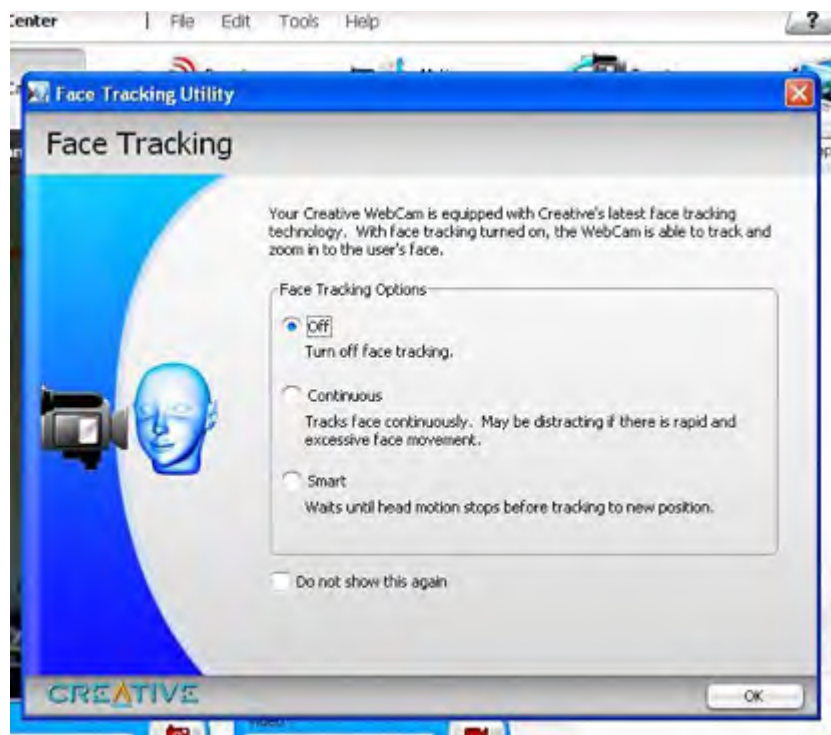 Center | File Edit Tools Help ?
Face Tracking Utility
Face Tracking
Your Creative WebCam is equipped with Creative's latest face tracking
technology. With face tracking turned on, the WebCam is able to track and
zoom in to the user's face.
Face Tracking Options
Off
Turn off face tracking.
Continuous
Tracks face continuously. May be distracting if there is rapid and
excessive face movement.
Smart
Waits until head motion stops before tracking to new position.
Do not show this again
CREATIVE
OK